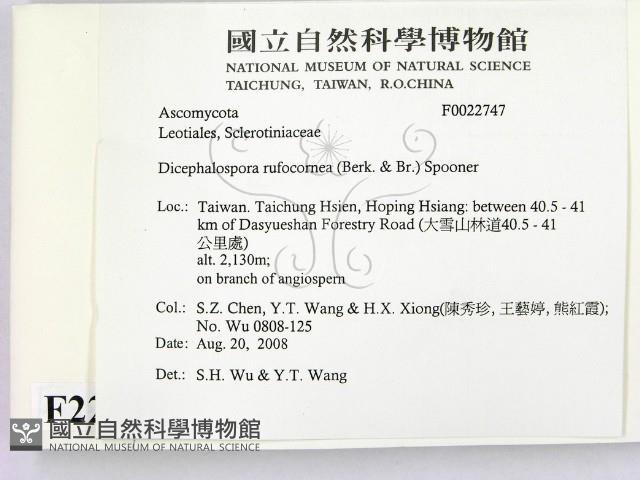 國立自然科學博物館
NATIONAL MUSEUM OF NATURAL SCIENCE
TAICHUNG, TAIWAN, R.O.CHINA
Ascomycota F0022747
Leotiales, Sclerotiniaceae
Dicephalospora rufocornea (Berk. & Br.) Spooner
Loc.: Taiwan. Taichung Hsien, Hoping Hsiang: between 40.5 - 41
km of Dasyueshan Forestry Road (大雪山林道40.5 - 41
公里處)
alt. 2,130m;
on branch of angiosperm
Col.: S.Z. Chen, Y.T. Wang & H.X. Xiong(陳秀珍, 王藝婷, 熊紅霞);
No. Wu 0808-125
Date: Aug. 20, 2008
Det.: S.H. Wu & Y.T. Wang
F22
國立自然科學博物館
NATIONAL MUSEUM OF NATURAL SCIENCE